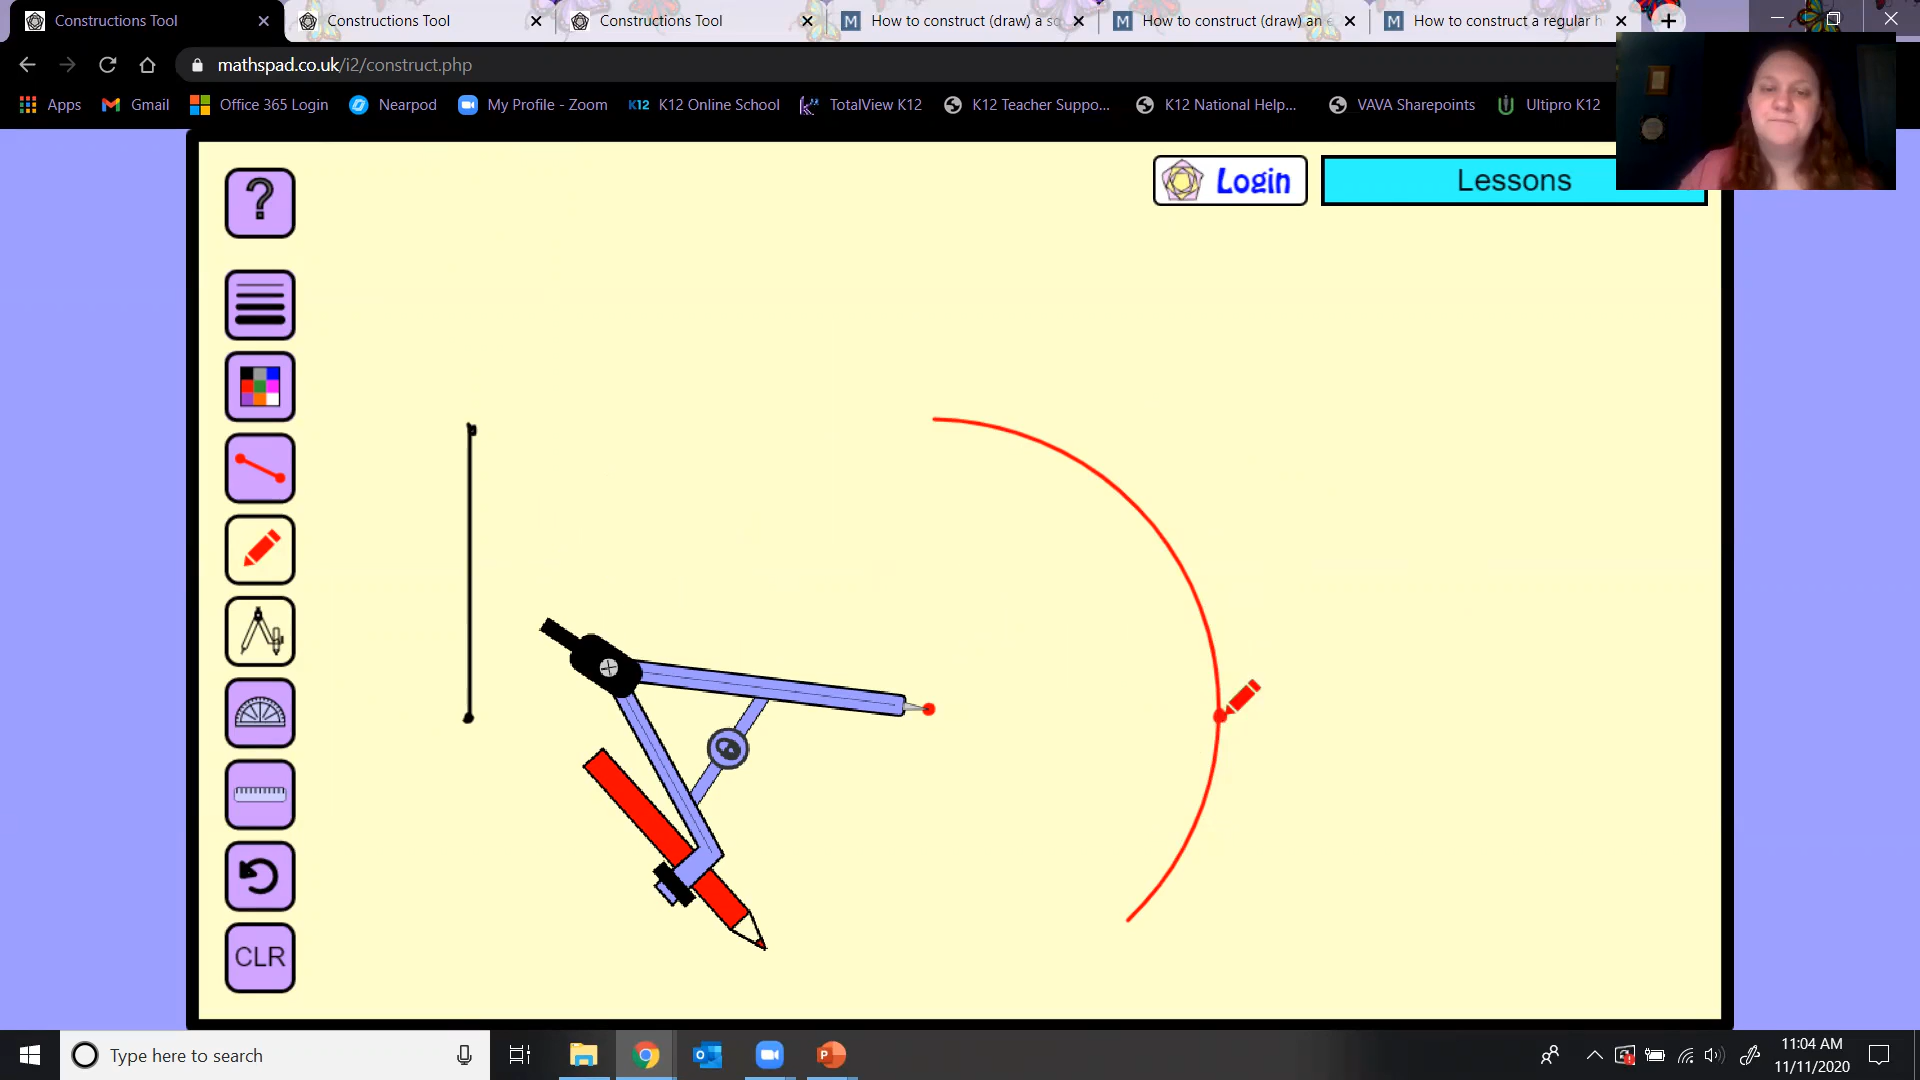 Constructions Tool
Constructions Tool
Constructions Tool
M How to construct (draw) a s
M How to construct (draw) an
M How to construct a regular h
mathspad.co.uk/i2/construct.php
Apps
Gmail
Office 365 Login
Nearpod
My Profile - Zoom
K12 K12 Online School
TotalView K12
K12 Teacher Suppo...
K12 National Help...
VAVA Sharepoints
Ultipro K12
?
Login
Lessons
CLR
Type here to search
11:04 AM
11/11/2020